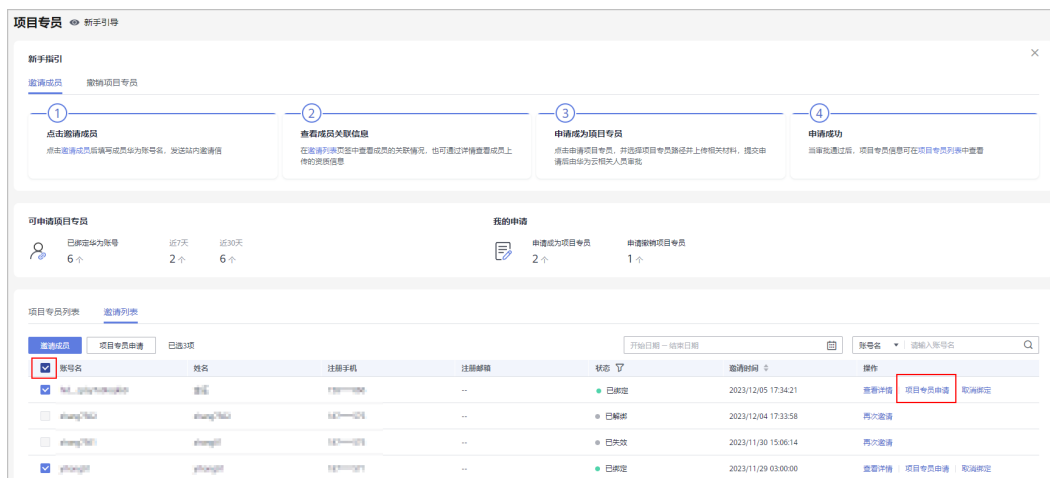 项目专员 新手引导
新手指引
邀请成员 撤销项目专员
1 2 3 4
点击邀请成员 查看成员关联信息 申请成为项目专员 申请成功
点击邀请成员后填写成员华为账号名，发送站内邀请信
在邀请列表页签中查看成员的关联情况，也可通过详情查看成员上
传的资质信息
点击申请项目专员，并选择项目专员路径并上传相关材料，提交申
请后由华为云相关人员审批
当审批通过后，项目专员信息可在项目专员列表中查看
可申请项目专员 我的申请
已绑定华为账号 近7天 近30天 申请成为项目专员 申请撤销项目专员
6 个 2 个 6 个 2 个 1 个
项目专员列表 邀请列表
邀请成员 项目专员申请 已选3项 开始日期 – 结束日期 账号名 请输入账号名
账号名 姓名 注册手机 注册邮箱 状态 邀请时间 操作
-- 已绑定 2023/12/05 17:34:21 查看详情 项目专员申请 取消绑定
-- 已解绑 2023/12/04 17:33:58 再次邀请
-- 已失效 2023/11/30 15:06:14 再次邀请
-- 已绑定 2023/11/29 03:00:00 查看详情 项目专员申请 取消绑定